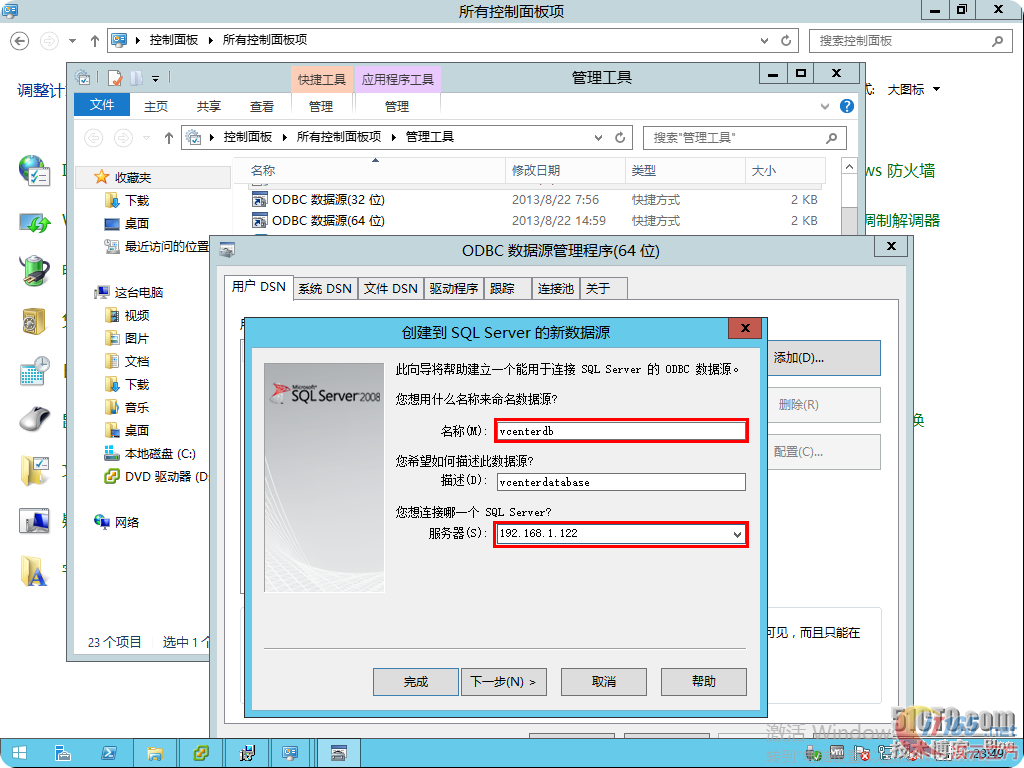 所有控制面板项
控制面板 所有控制面板项
搜索控制面板
调整计
大图标
快捷工具 应用程序工具 管理工具
文件 主页 共享 查看 管理 管理
控制面板 所有控制面板项 管理工具
搜索"管理工具"
名称 修改日期 类型 大小
ODBC 数据源(32 位) 2013/8/22 7:56 快捷方式 2 KB
ODBC 数据源(64 位) 2013/8/22 14:59 快捷方式 2 KB
收藏夹
下载
桌面
最近访问的位置
这台电脑
视频
图片
文档
下载
音乐
桌面
本地磁盘 (C:)
DVD 驱动器 (D
网络
23 个项目 选中 1 个
ws 防火墙
调制解调器
换
ODBC 数据源管理程序(64 位)
用户 DSN 系统 DSN 文件 DSN 驱动程序 跟踪 连接池 关于
添加(D)...
删除(R)
配置(C)...
可见，而且只能在
创建到 SQL Server 的新数据源
Microsoft
SQL Server 2008
此向导将帮助建立一个能用于连接 SQL Server 的 ODBC 数据源。
您想用什么名称来命名数据源?
名称(M): vcenterdb
您希望如何描述此数据源?
描述(D): vcenterdatabase
您想连接哪一个 SQL Server?
服务器(S): 192.168.1.122
完成 下一步(N) > 取消 帮助
激活 Windows
51CTO.com
技术博客 Blog
23:49